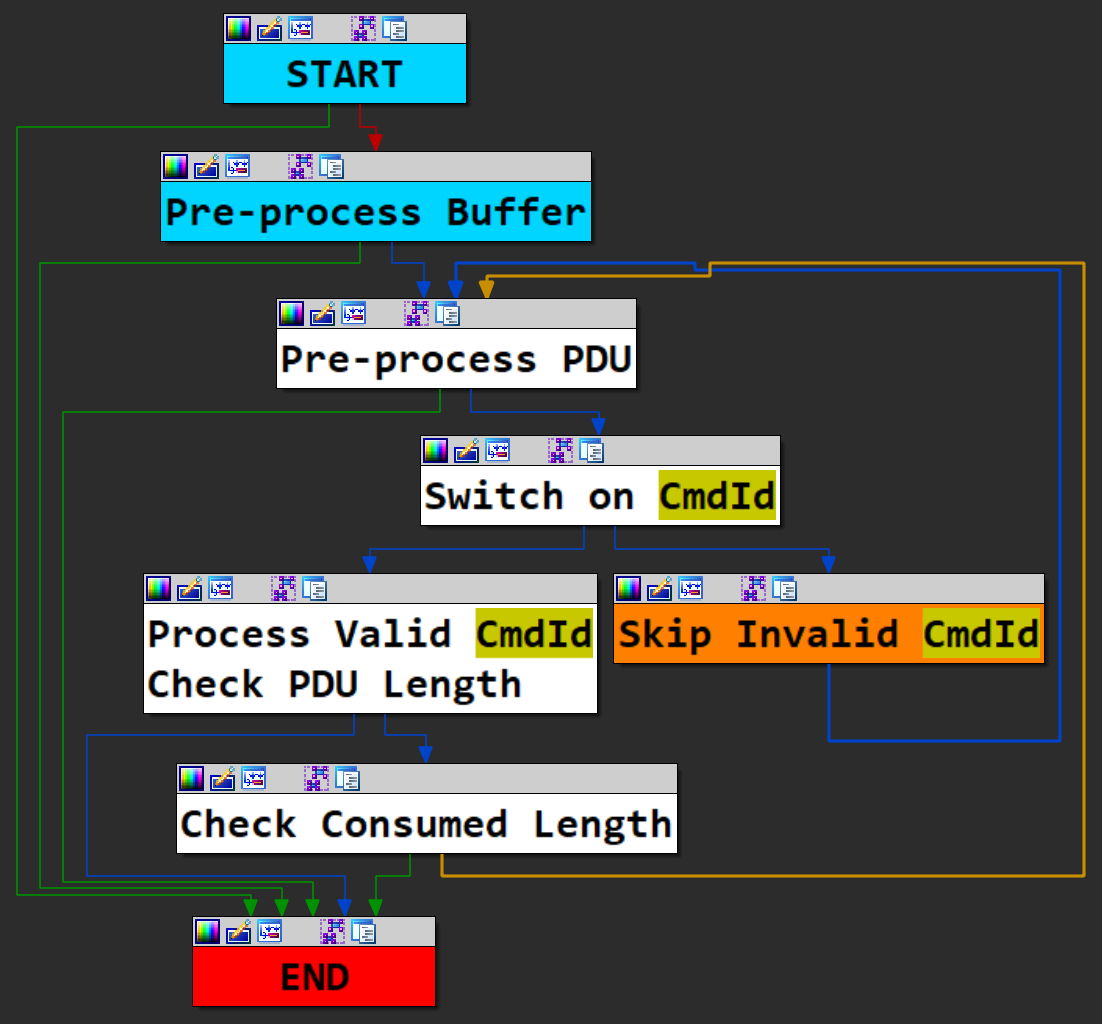 START
Pre-process Buffer
Pre-process PDU
Switch on CmdId
Process Valid CmdId
Check PDU Length
Skip Invalid CmdId
Check Consumed Length
END